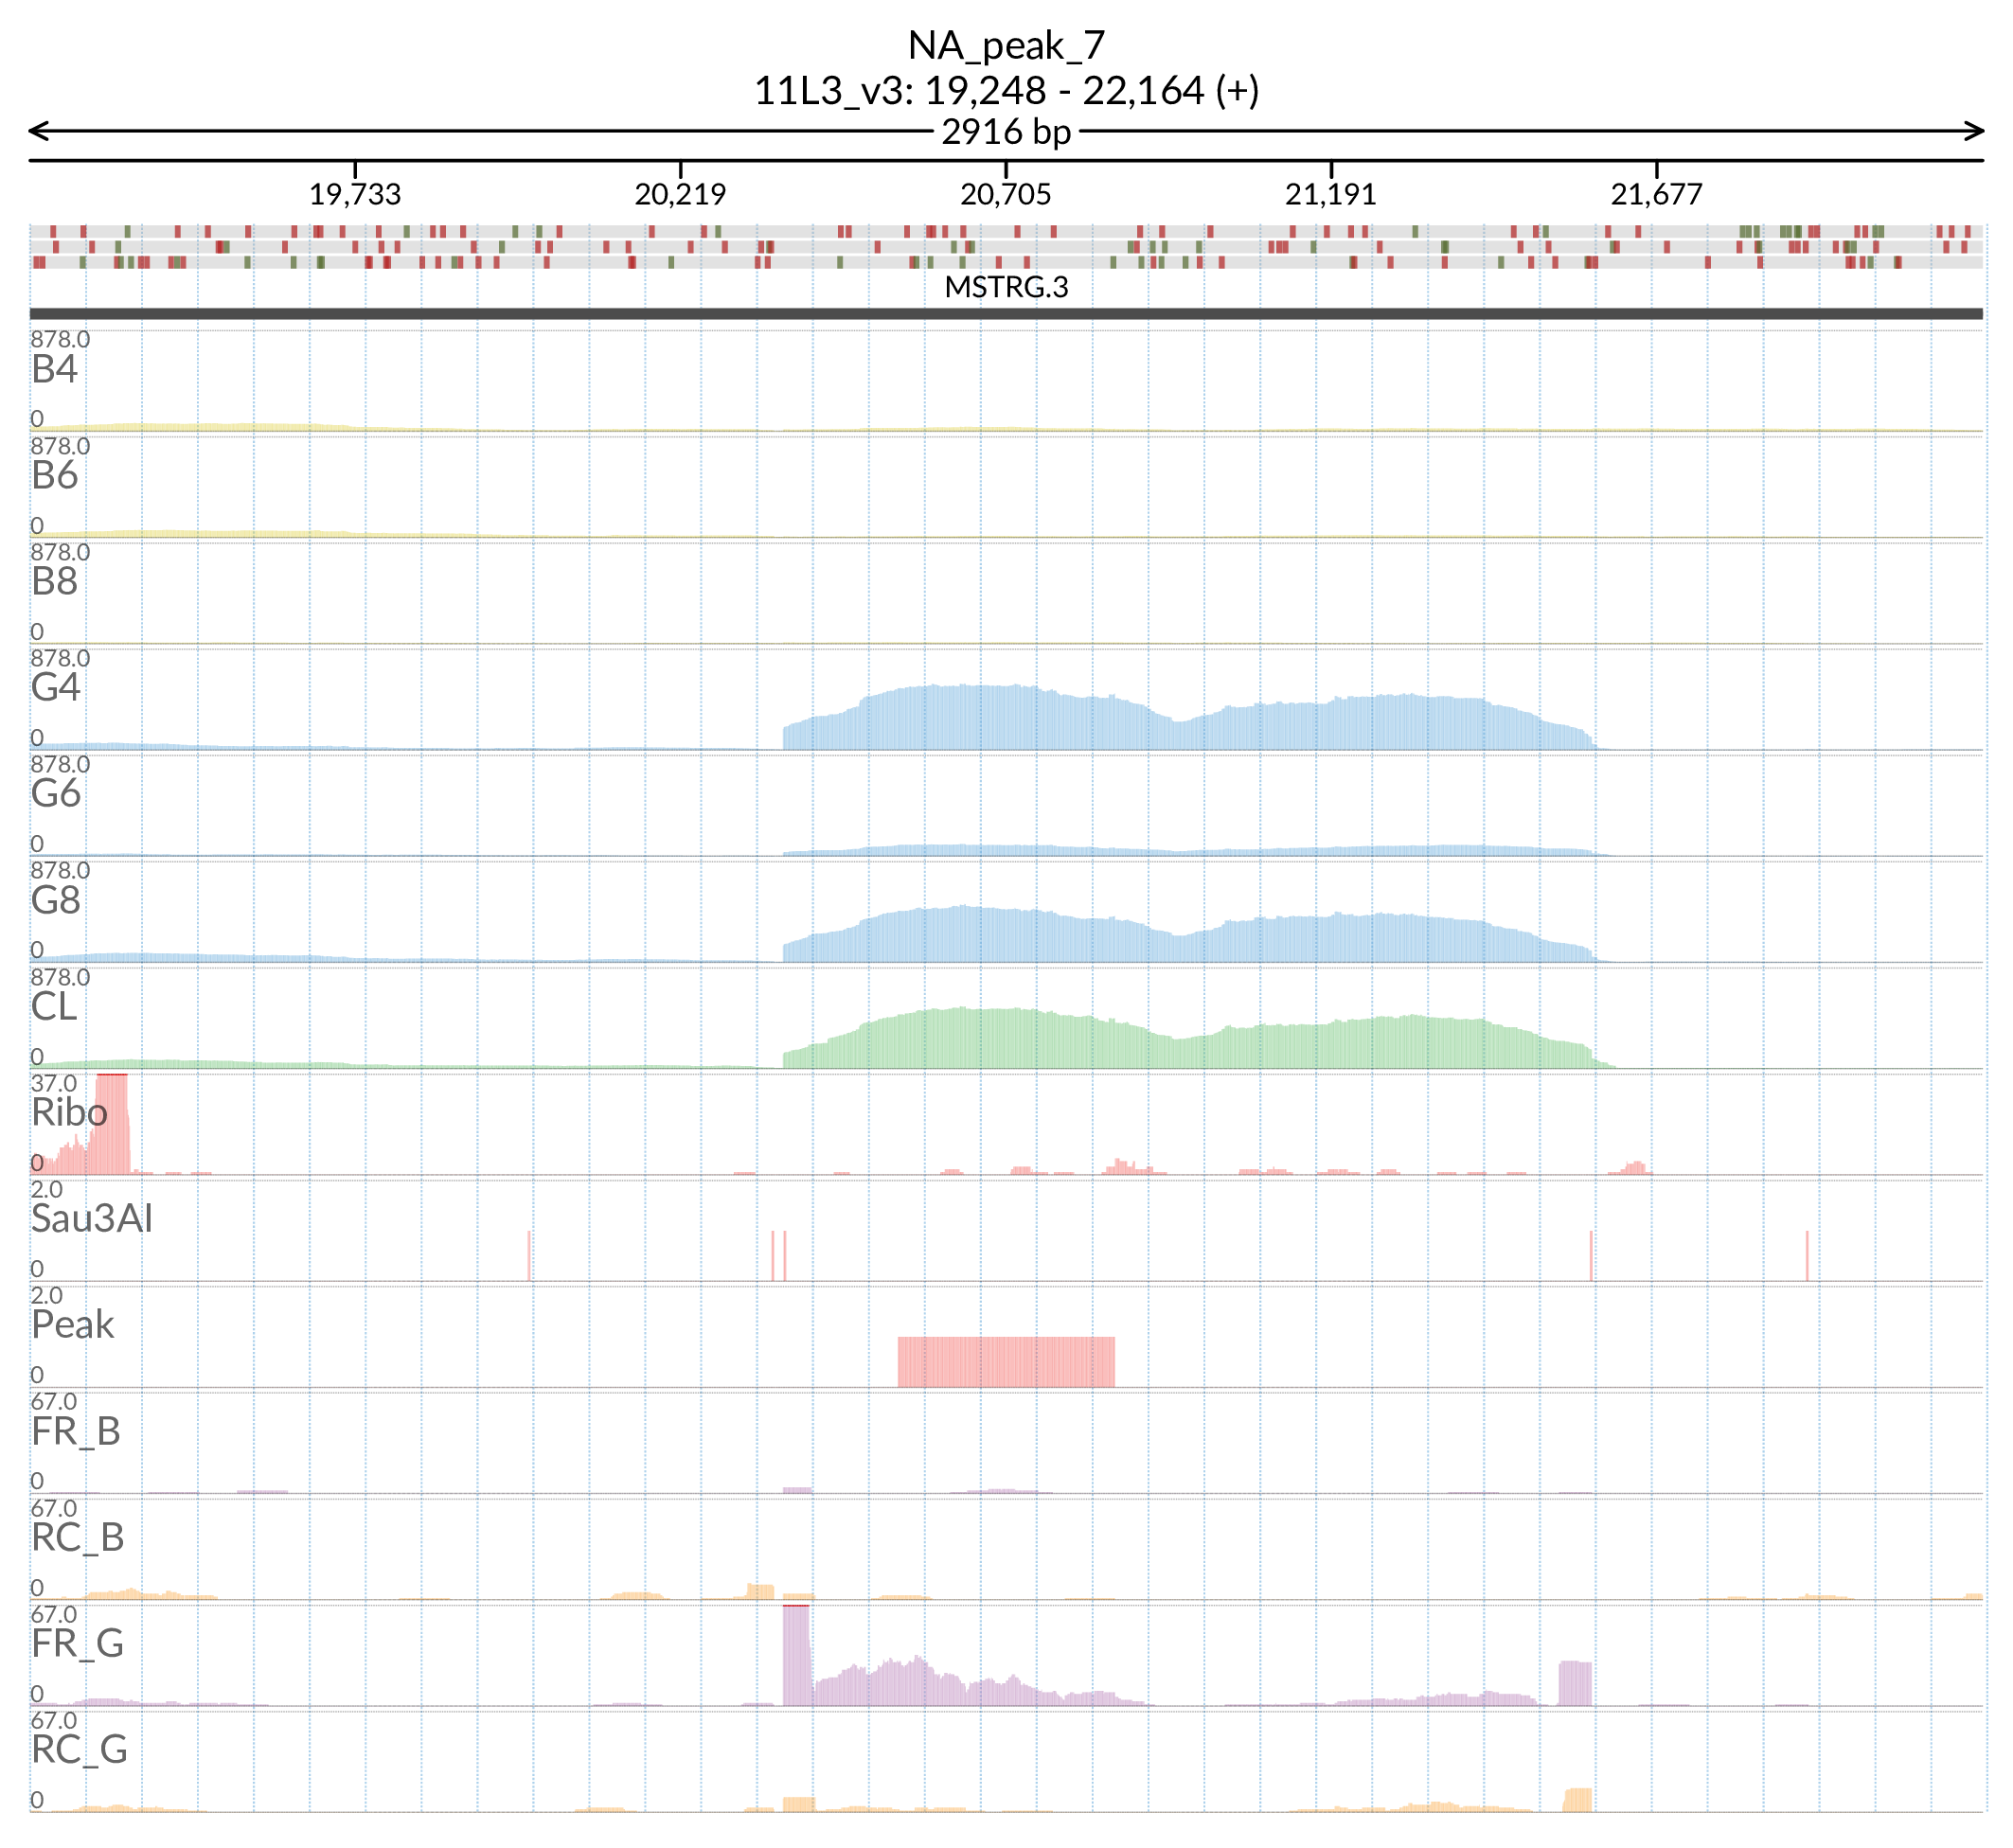 NA_peak_7
11L3_v3: 19,248 - 22,164 (+)
2916 bp
19,733 20,219 20,705 21,191 21,677
MSTRG.3
878.0
B4
0
878.0
B6
0
878.0
B8
0
878.0
G4
0
878.0
G6
0
878.0
G8
0
878.0
CL
0
37.0
Ribo
0
2.0
Sau3AI
0
2.0
Peak
0
67.0
FR_B
0
67.0
RC_B
0
67.0
FR_G
0
67.0
RC_G
0